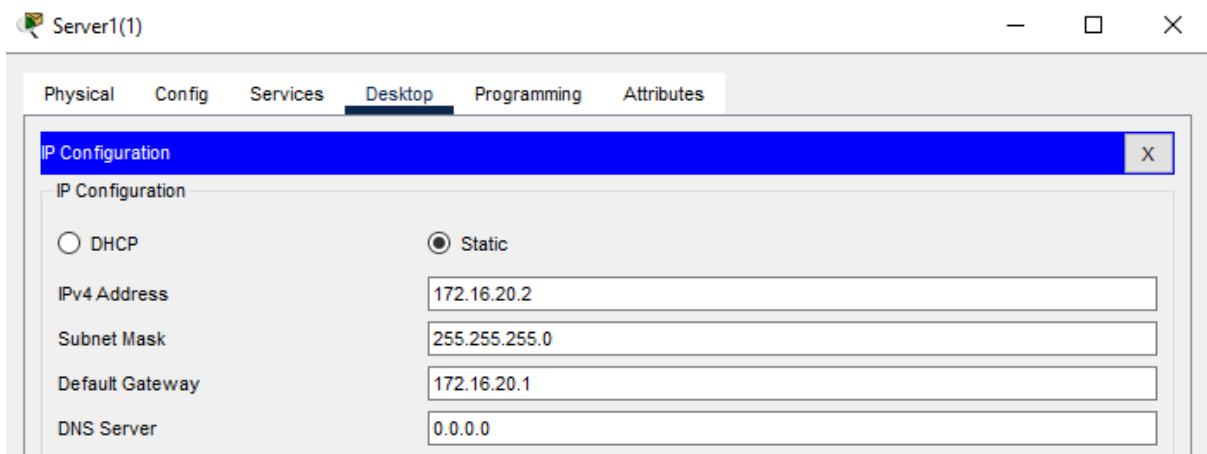 Server1(1)
Physical Config Services Desktop Programming Attributes
IP Configuration X
IP Configuration
DHCP Static
IPv4 Address 172.16.20.2
Subnet Mask 255.255.255.0
Default Gateway 172.16.20.1
DNS Server 0.0.0.0